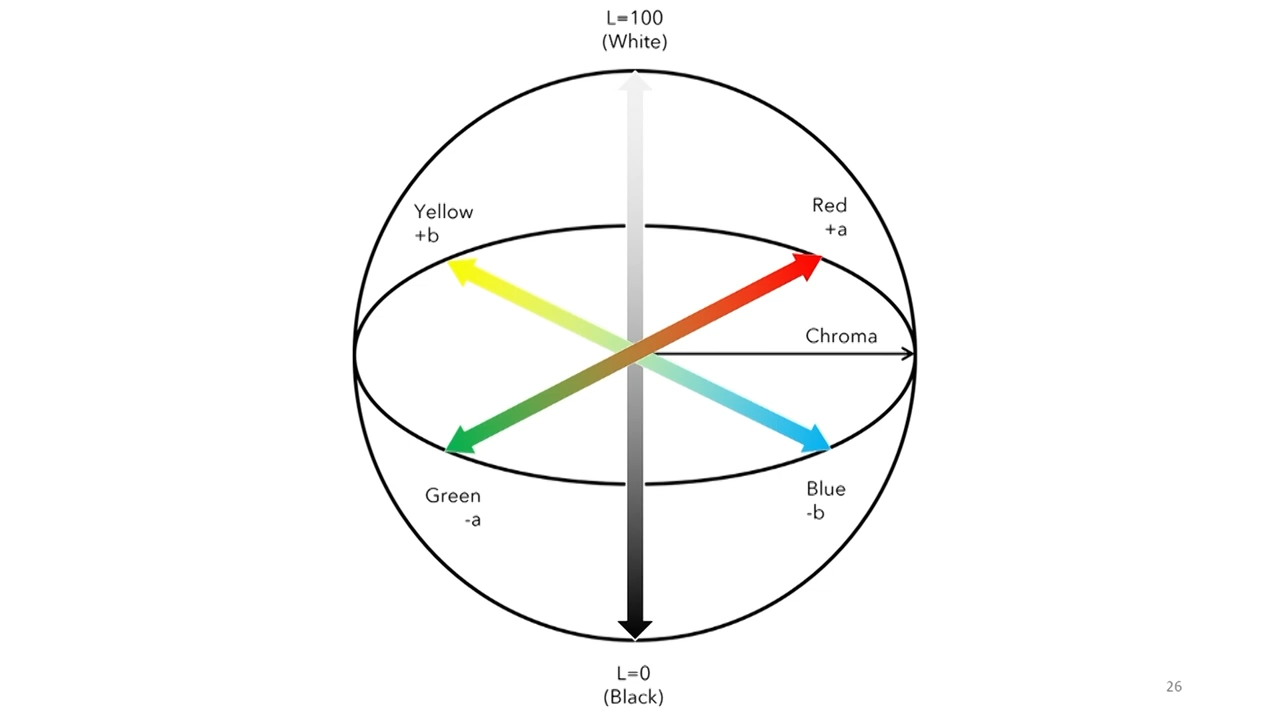 L=100
(White)
Yellow
+b
Red
+a
Chroma
Green
-a
Blue
-b
L=0
(Black)
26